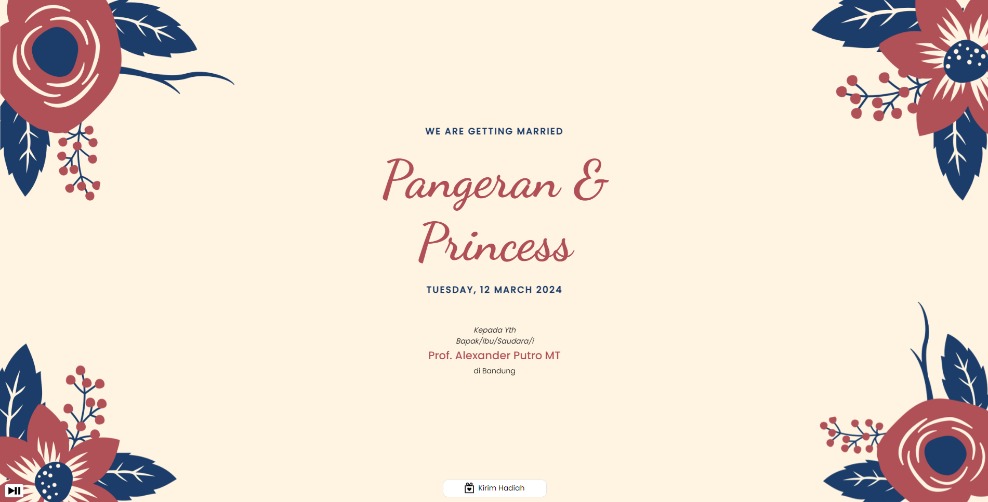 WE ARE GETTING MARRIED
Pangeran &
Princess
TUESDAY, 12 MARCH 2024
Kepada Yth
Bapak/Ibu/Saudara/i
Prof. Alexander Putro MT
di Bandung
Kirim Hadiah